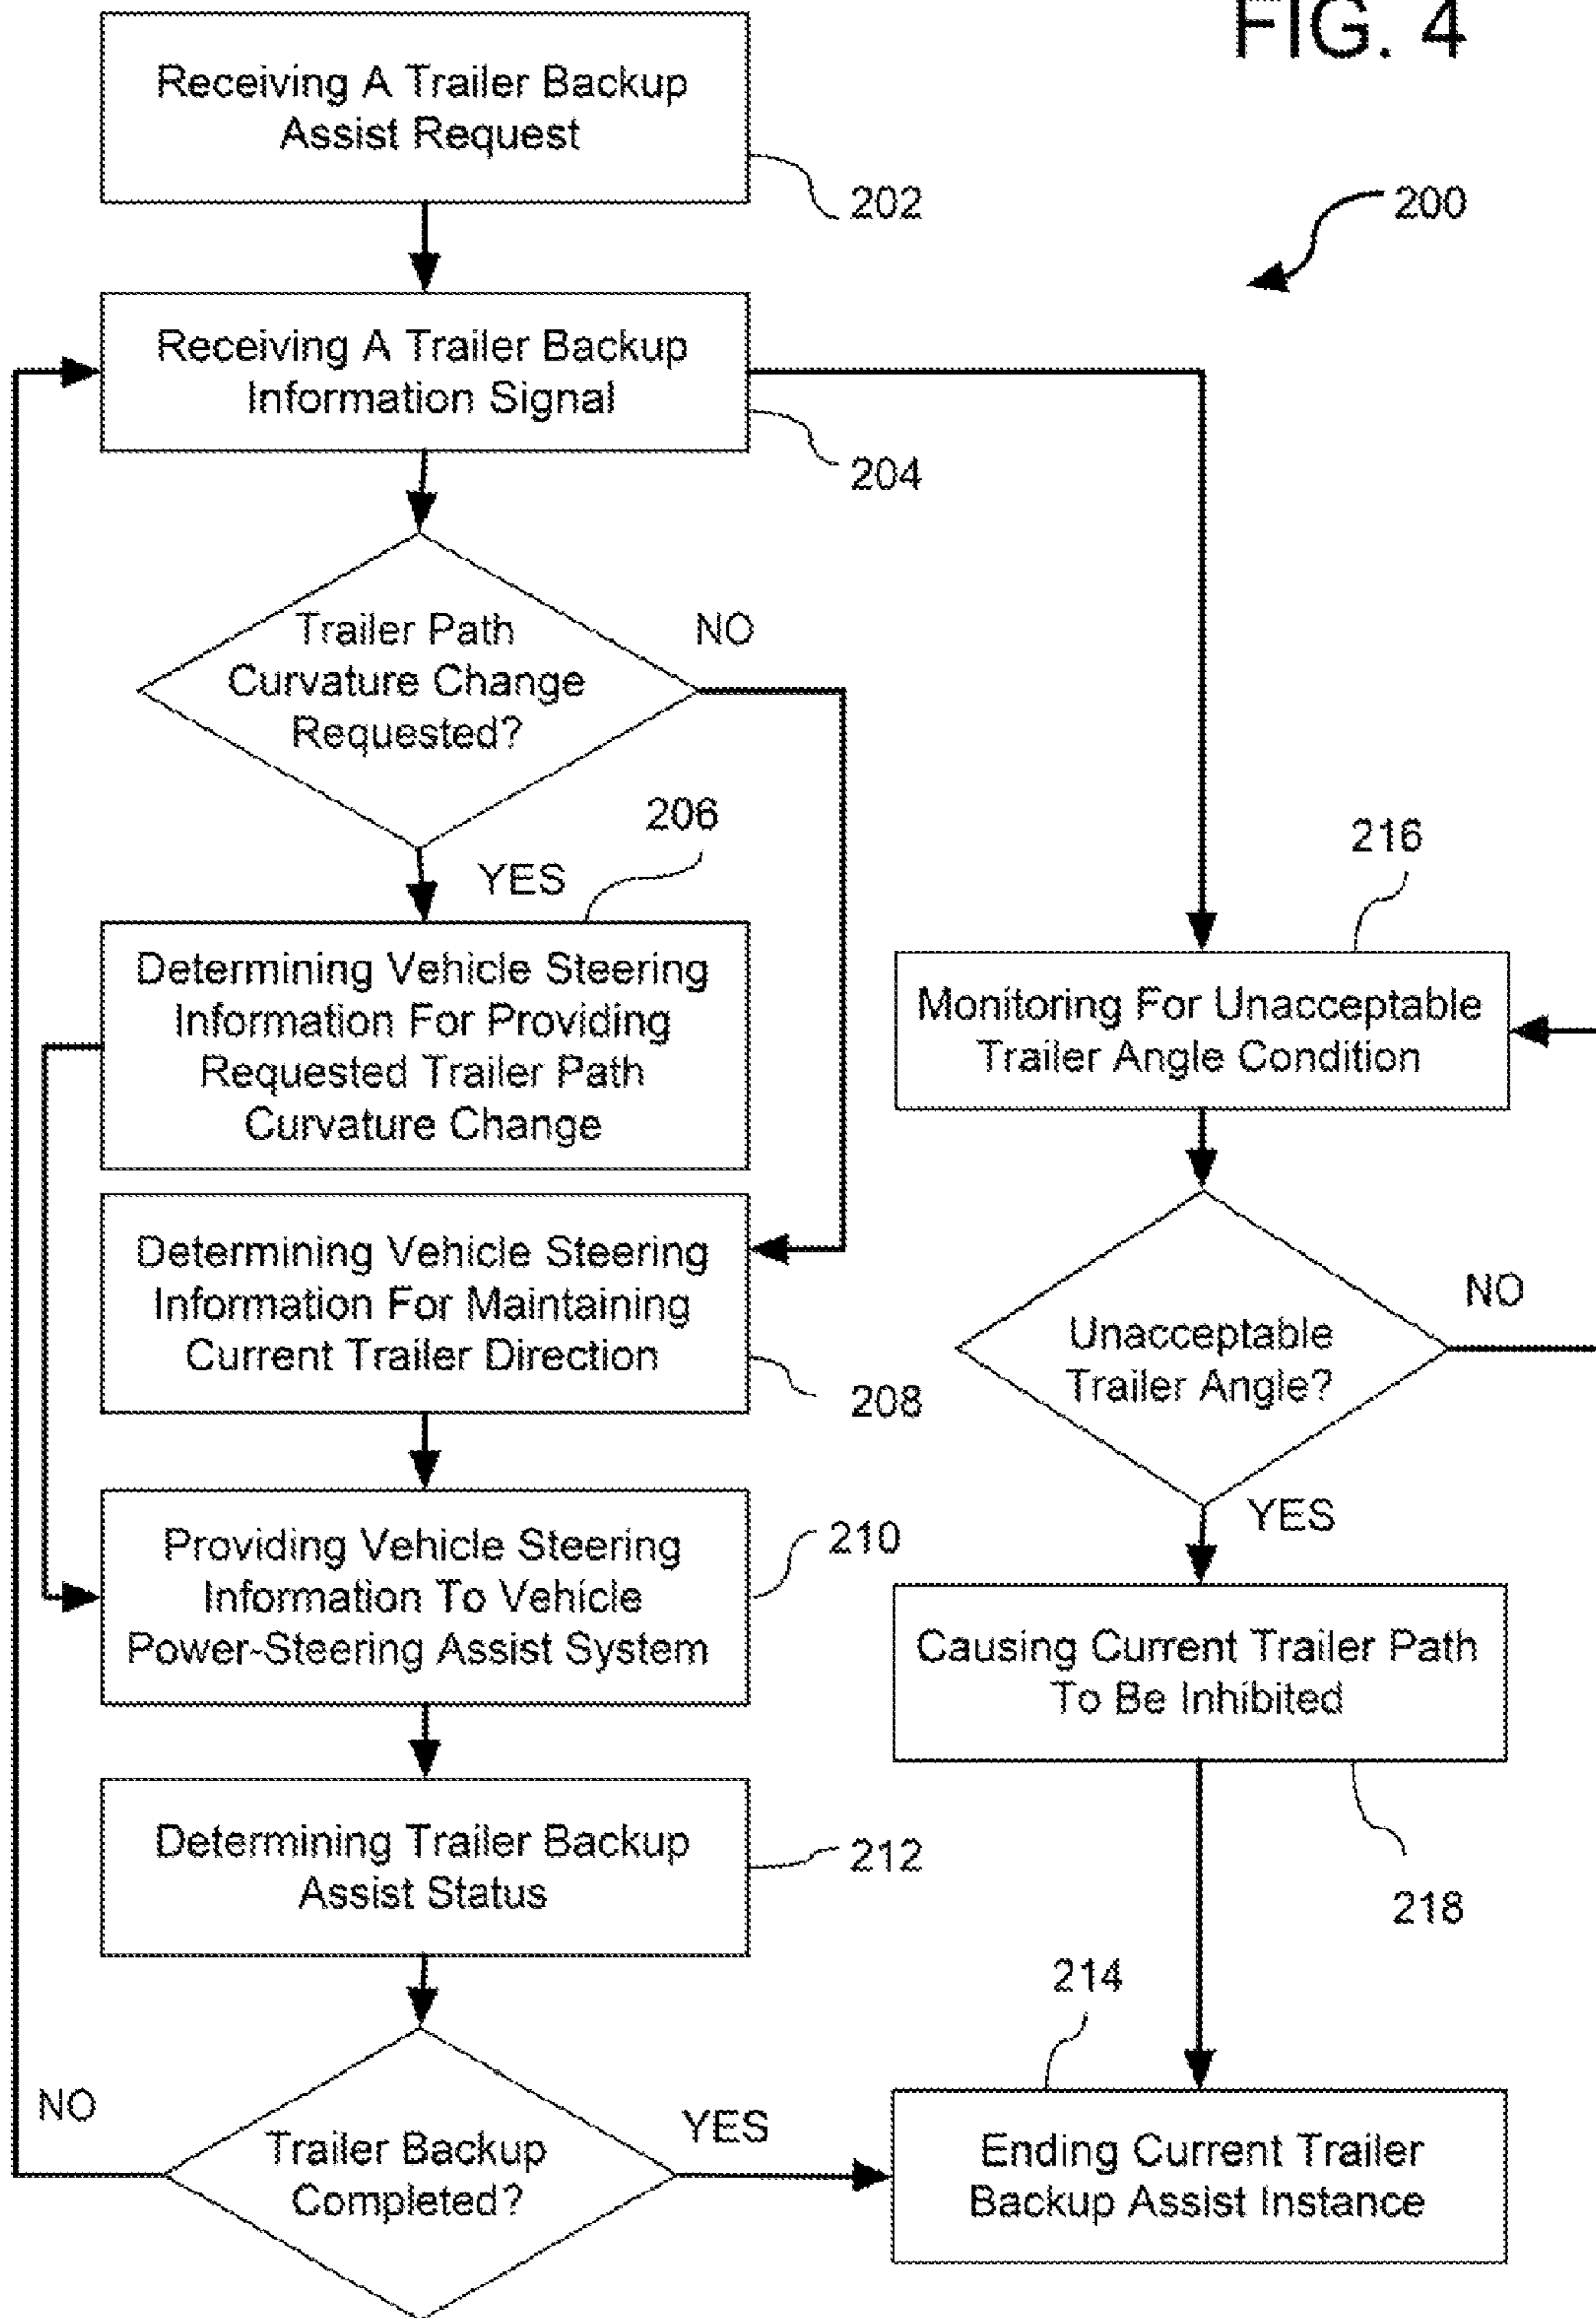 FIG. 4
Receiving A Trailer Backup
Assist Request
202
200
Receiving A Trailer Backup
Information Signal
204
Trailer Path
Curvature Change
Requested?
NO
YES
206
Determining Vehicle Steering
Information For Providing
Requested Trailer Path
Curvature Change
Determining Vehicle Steering
Information For Maintaining
Current Trailer Direction
208
Providing Vehicle Steering
Information To Vehicle
Power-Steering Assist System
210
Determining Trailer Backup
Assist Status
212
Trailer Backup
Completed?
NO
YES
216
Monitoring For Unacceptable
Trailer Angle Condition
Unacceptable
Trailer Angle?
NO
YES
Causing Current Trailer Path
To Be Inhibited
218
214
Ending Current Trailer
Backup Assist Instance